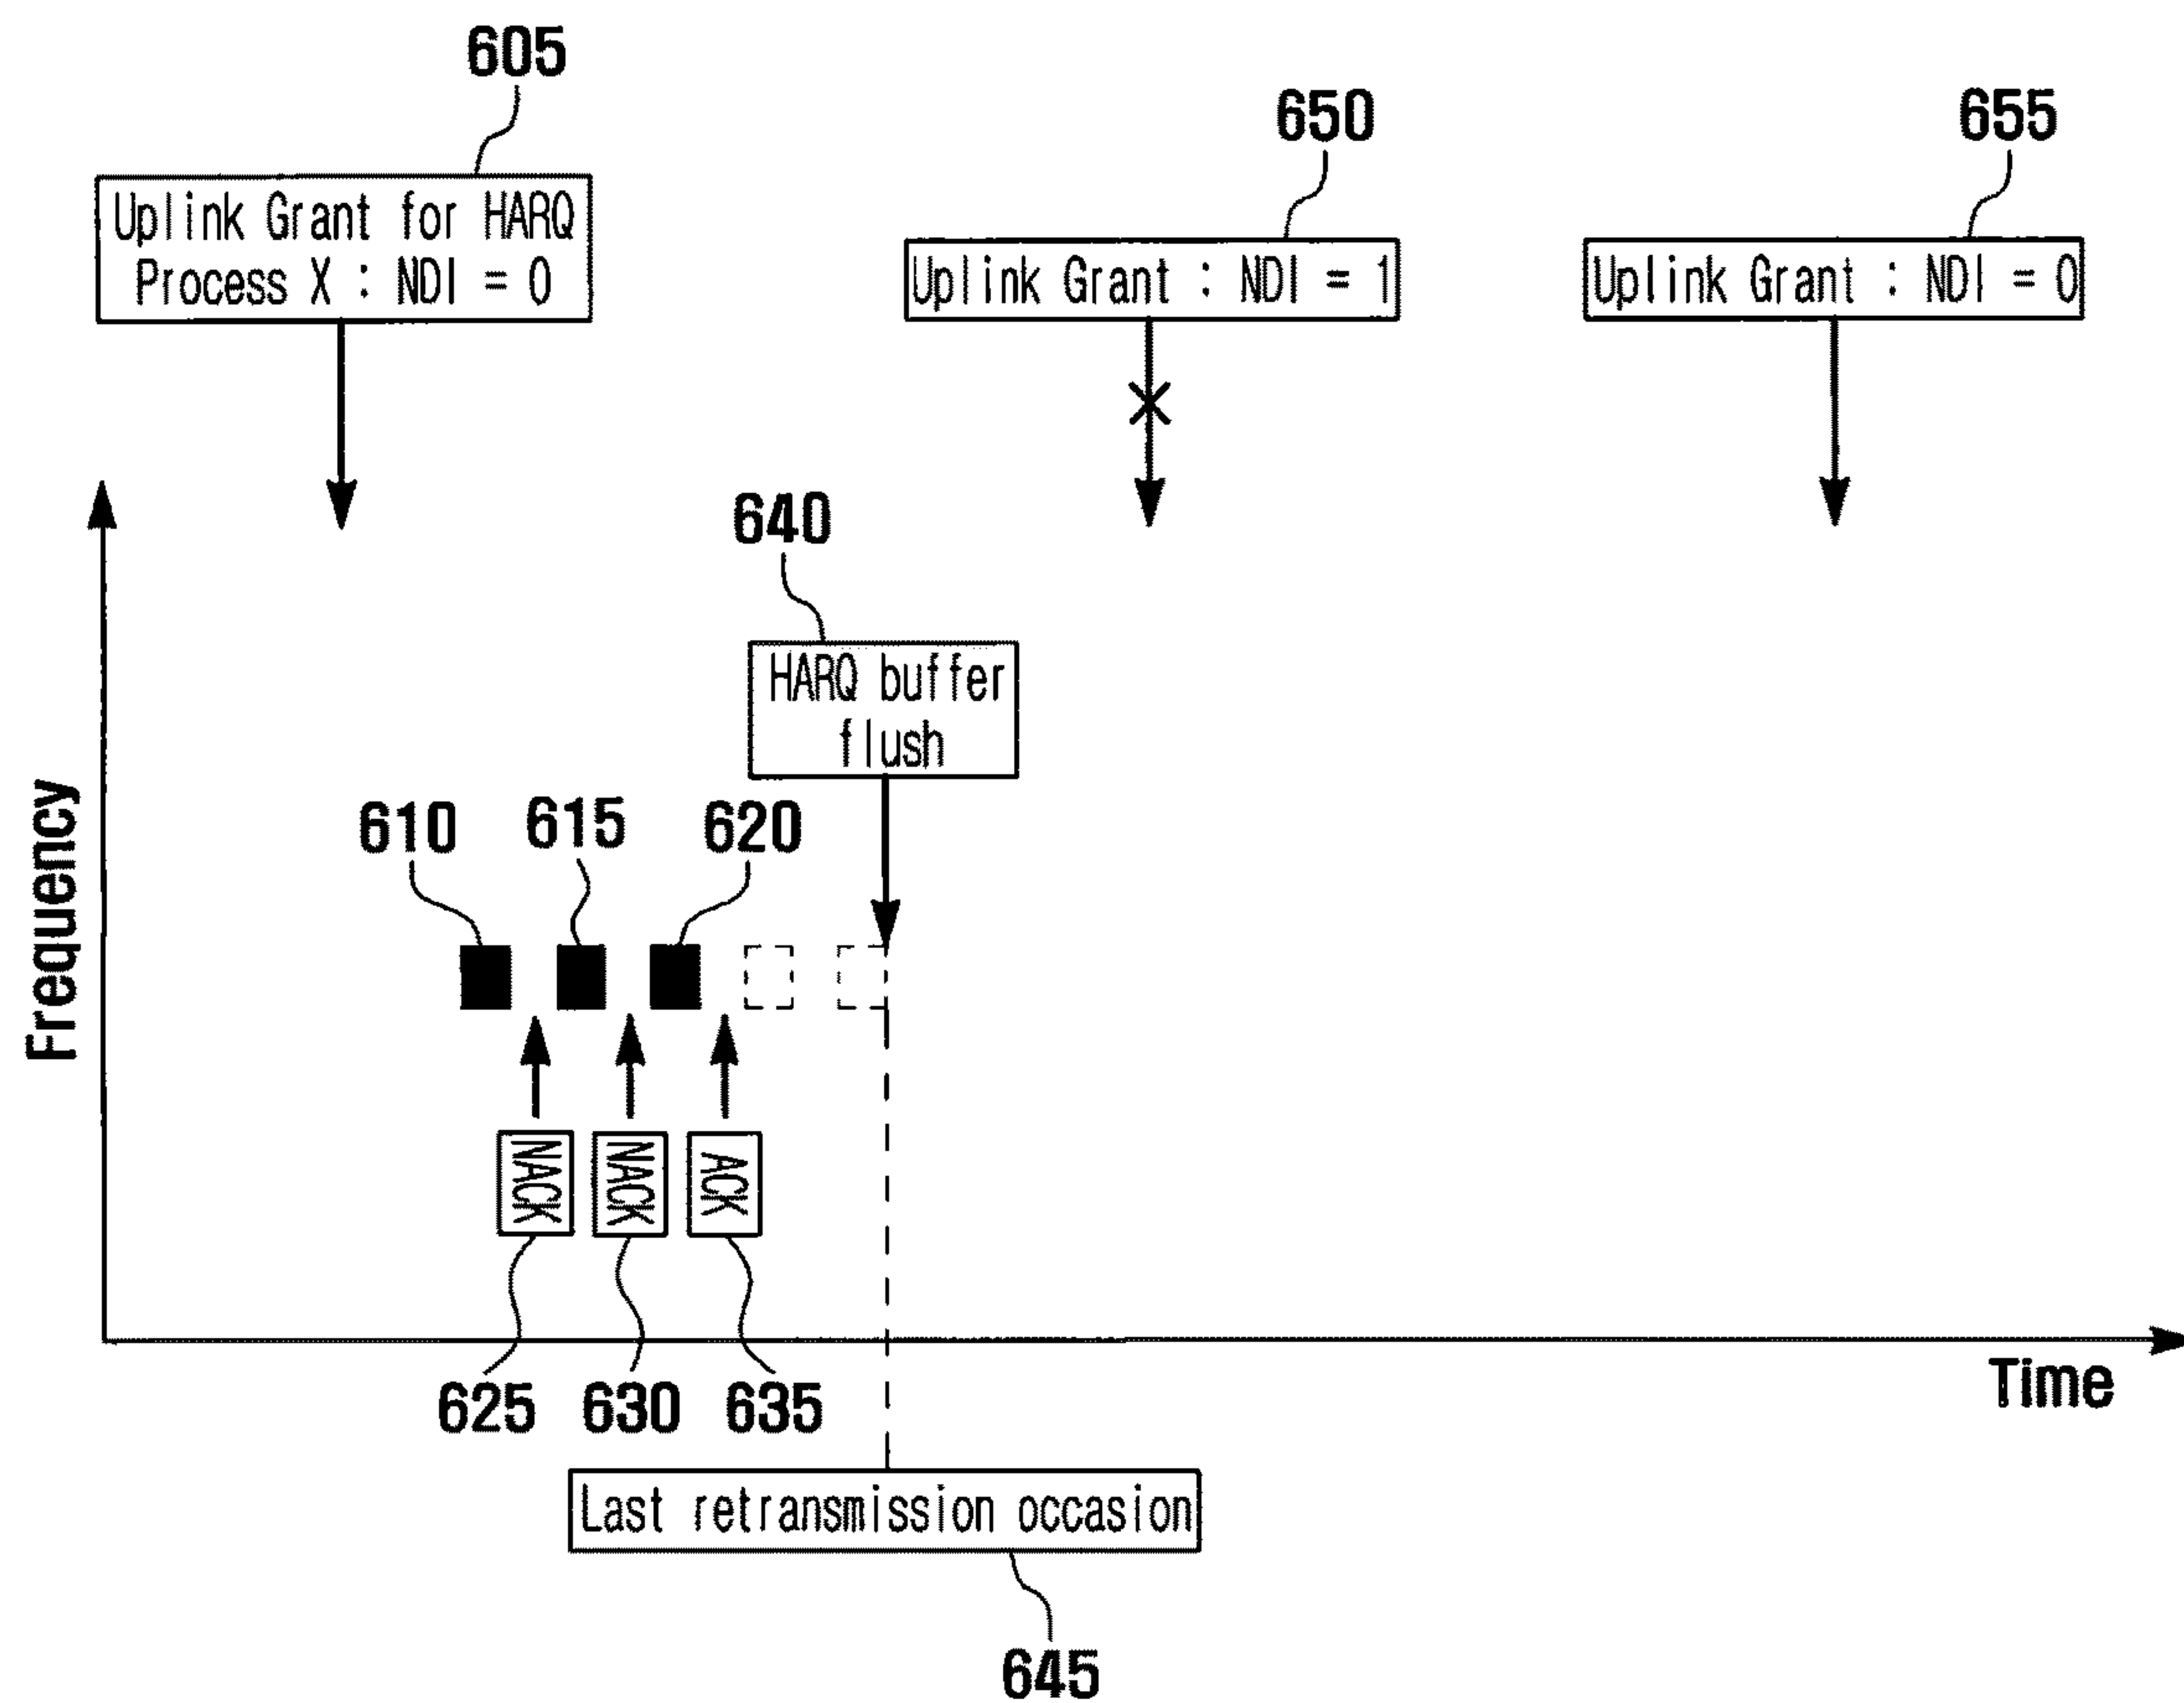 605
650
655
Uplink Grant for HARQ
Process X : NDI = 0
Uplink Grant : NDI = 1
Uplink Grant : NDI = 0
640
HARQ buffer
flush
610
615
620
Frequency
NACK
NACK
ACK
625
630
635
Time
Last retransmission occasion
645